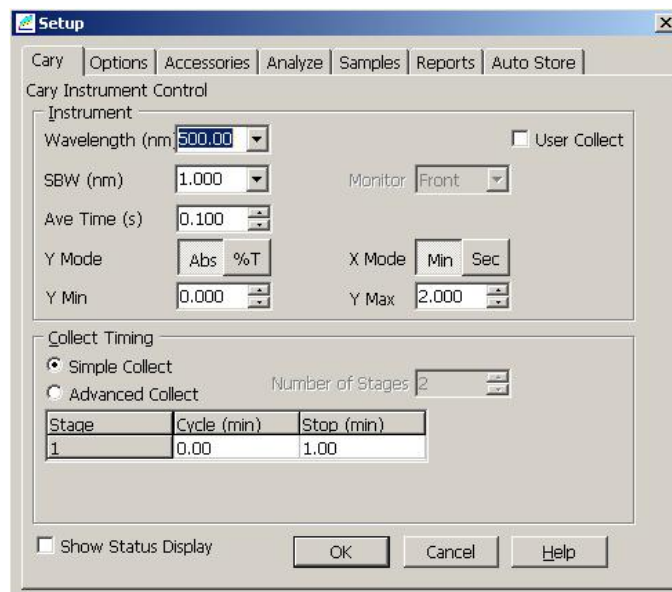 Setup
Cary Options Accessories Analyze Samples Reports Auto Store
Cary Instrument Control
Instrument
Wavelength (nm) 500.00 User Collect
SBW (nm) 1.000 Monitor Front
Ave Time (s) 0.100
Y Mode Abs %T X Mode Min Sec
Y Min 0.000 Y Max 2.000
Collect Timing
Simple Collect
Advanced Collect Number of Stages 2
Stage Cycle (min) Stop (min)
1 0.00 1.00
Show Status Display OK Cancel Help